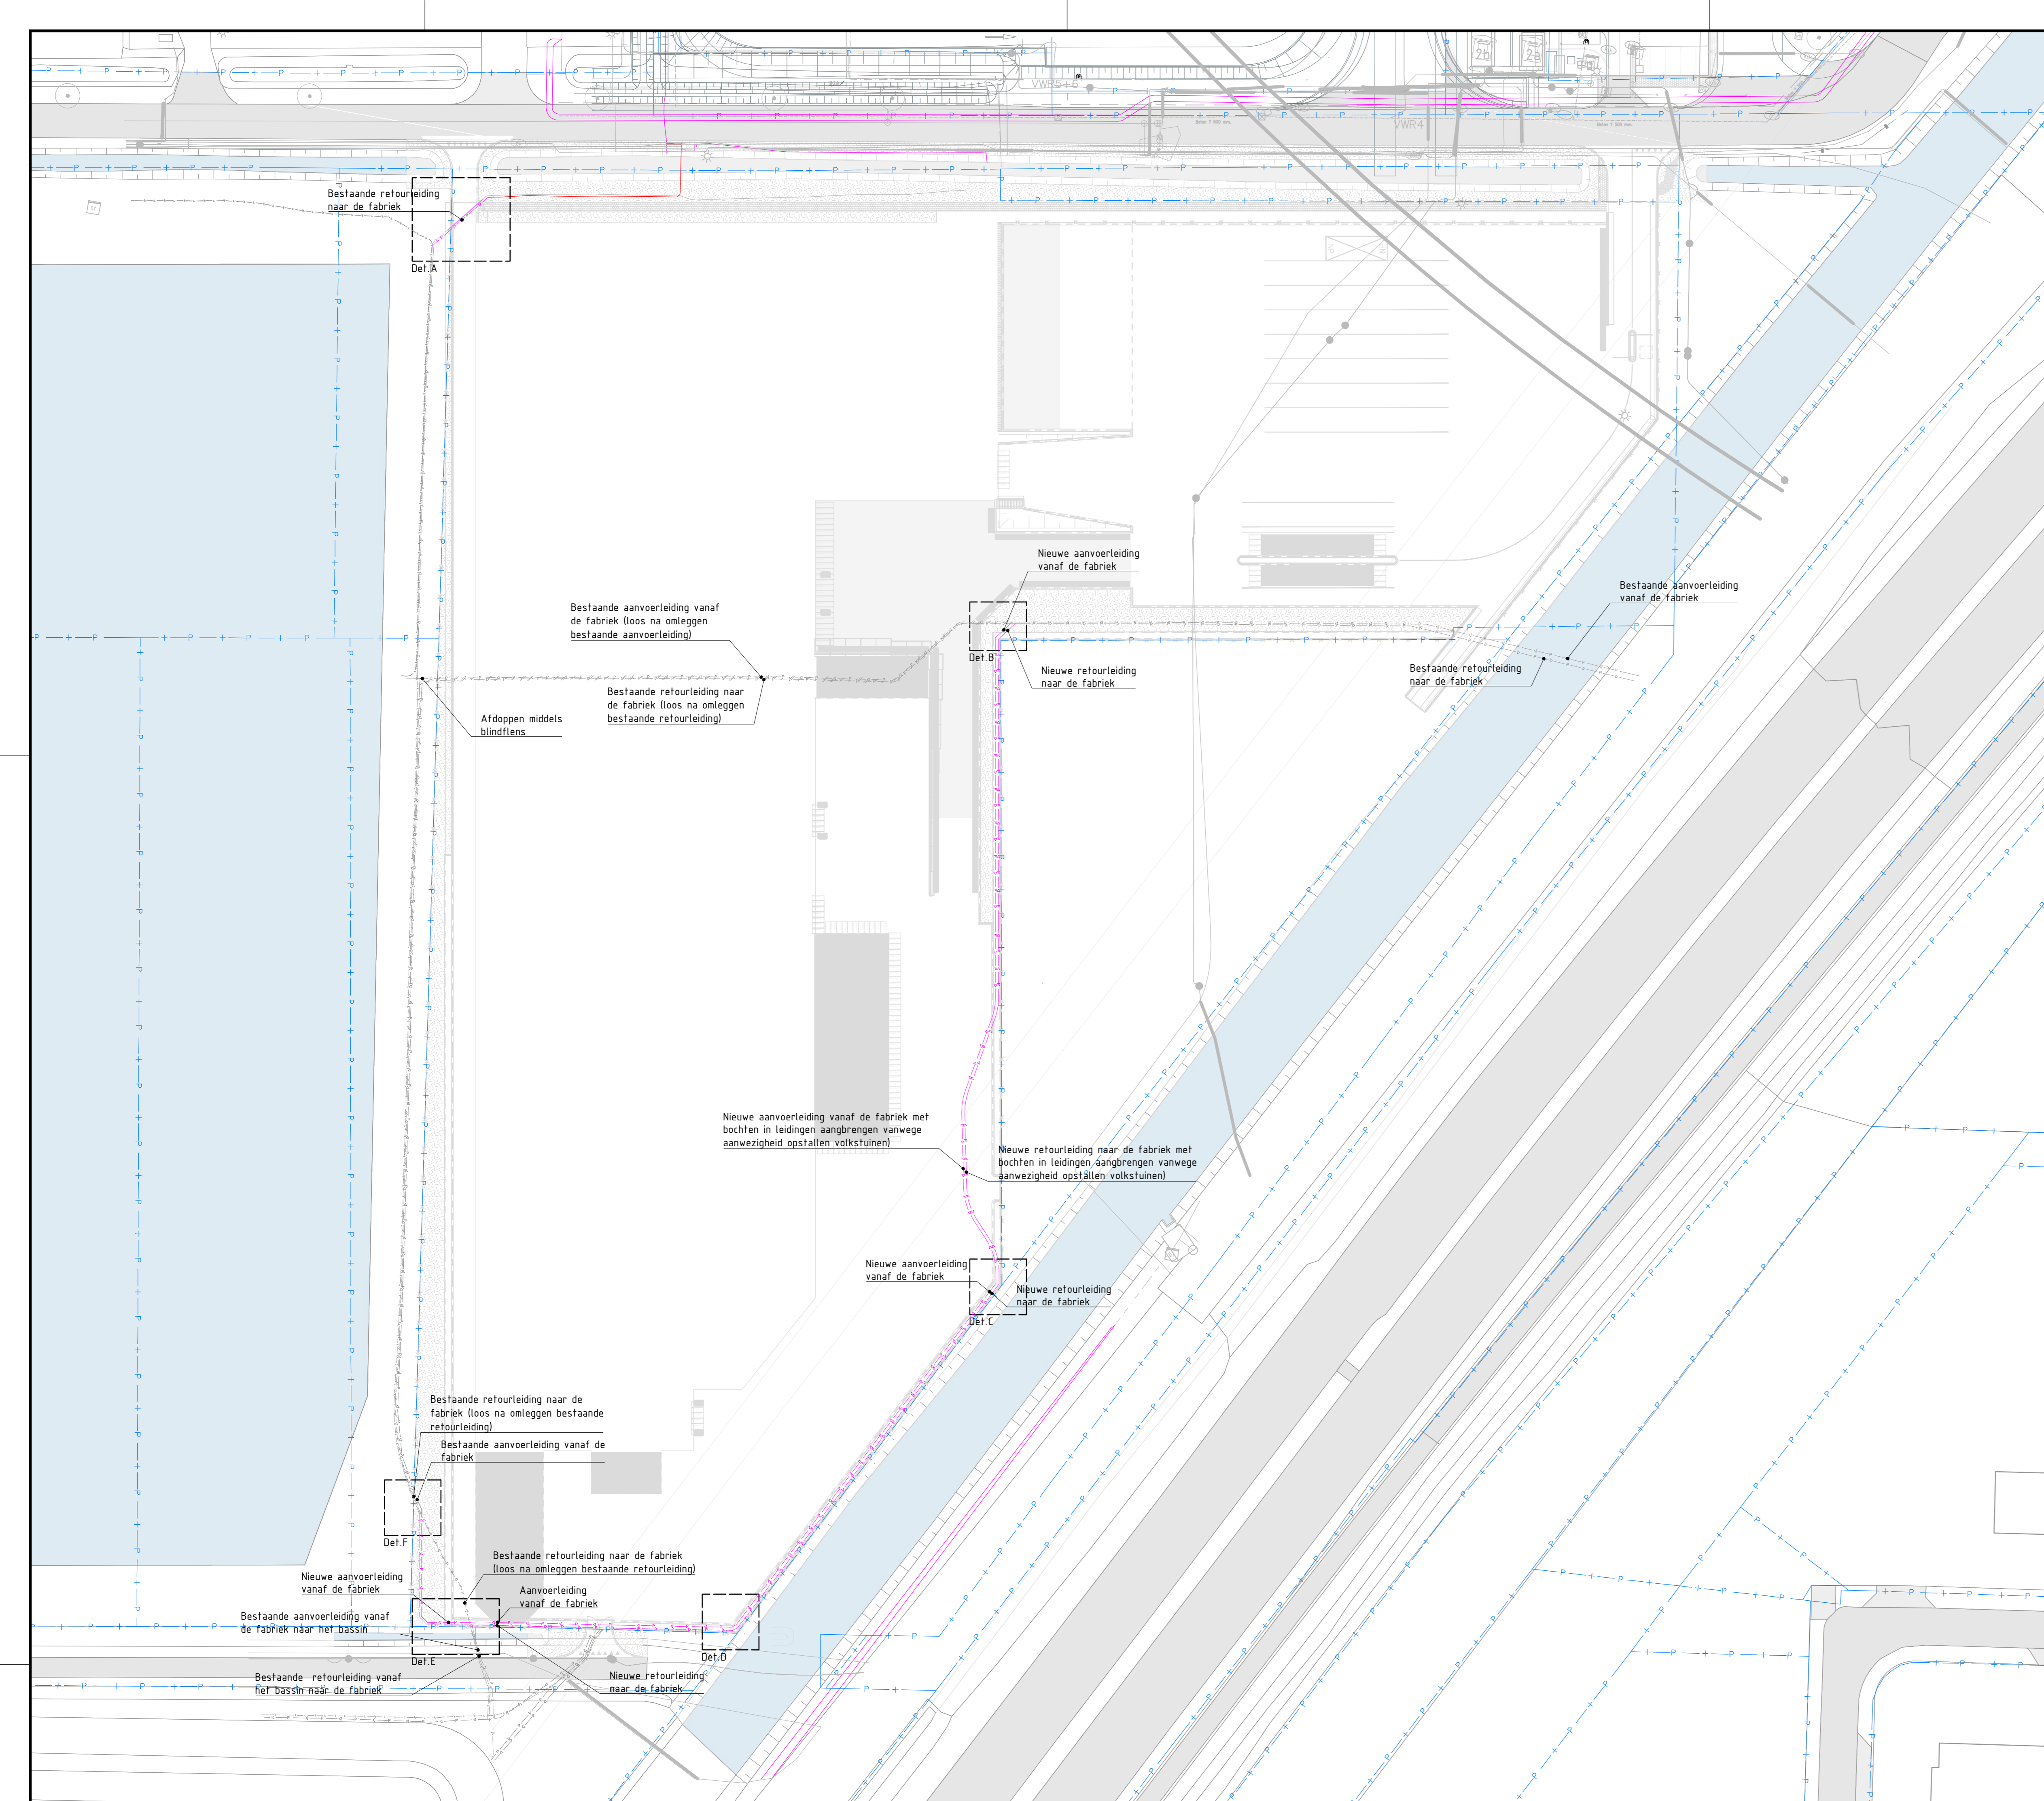 2b
2a
VWR5+6
VWR4
Bestaande retourleiding
naar de fabriek
Det.A
Nieuwe aanvoerleiding
vanaf de fabriek
Bestaande aanvoerleiding
vanaf de fabriek
Bestaande aanvoerleiding vanaf
de fabriek (loos na omleggen
bestaande aanvoerleiding)
Det.B
Nieuwe retourleiding
naar de fabriek
Bestaande retourleiding
naar de fabriek
Bestaande retourleiding naar
de fabriek (loos na omleggen
bestaande retourleiding)
Afdoppen middels
blindflens
Nieuwe aanvoerleiding vanaf de fabriek met
bochten in leidingen aangbrengen vanwege
aanwezigheid opstallen volkstuinen)
Nieuwe retourleiding naar de fabriek met
bochten in leidingen aangbrengen vanwege
aanwezigheid opstallen volkstuinen)
Nieuwe aanvoerleiding
vanaf de fabriek
Nieuwe retourleiding
naar de fabriek
Det.C
Bestaande retourleiding naar de
fabriek (loos na omleggen bestaande
retourleiding)
Bestaande aanvoerleiding vanaf de
fabriek
Det.F
Bestaande retourleiding naar de fabriek
(loos na omleggen bestaande retourleiding)
Nieuwe aanvoerleiding
vanaf de fabriek
Aanvoerleiding
vanaf de fabriek
Bestaande aanvoerleiding vanaf
de fabriek naar het bassin
Det.E
Det.D
Bestaande retourleiding vanaf
het bassin naar de fabriek
Nieuwe retourleiding
naar de fabriek